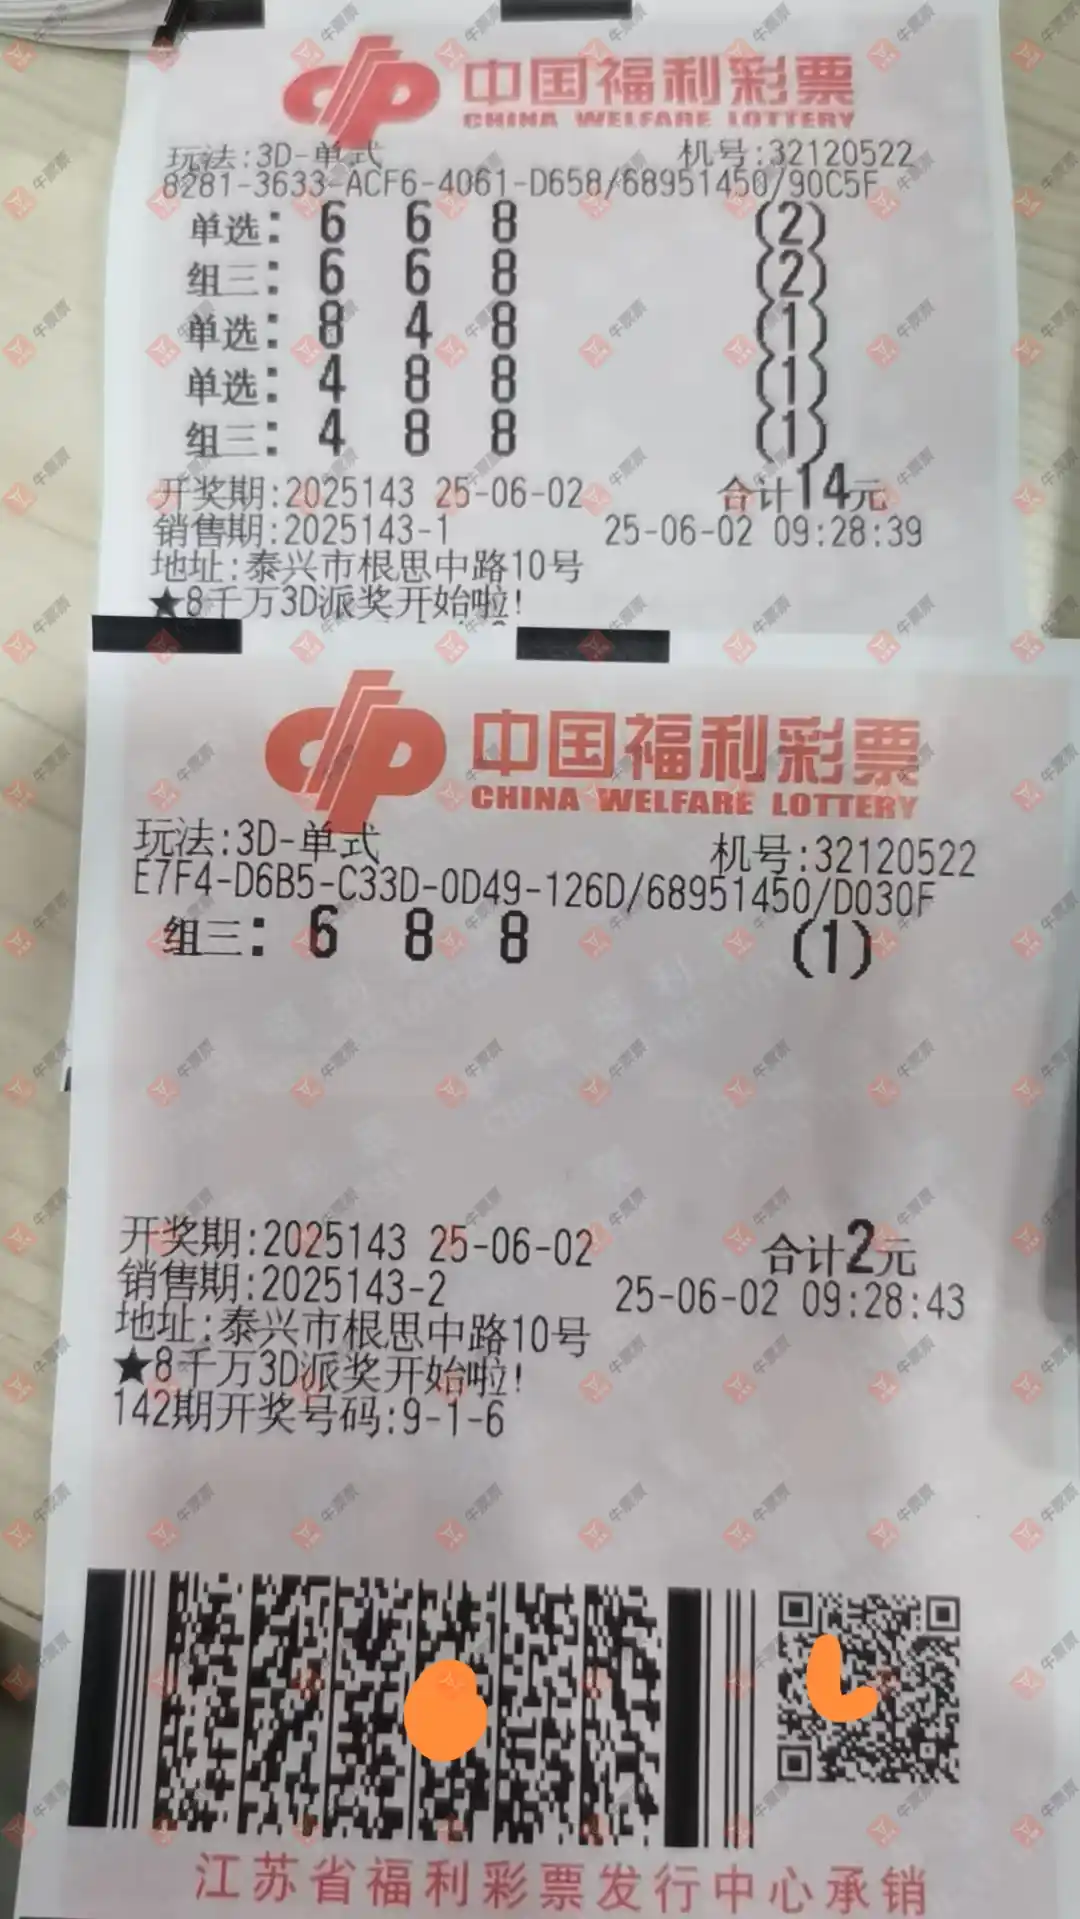 中国福利彩票
CHINA WELFARE LOTTERY
玩法:3D-单式 机号:32120522
8281-3633-ACF6-4061-D658/68951450/90C5F
单选: 6 6 8 (2)
组三: 6 6 8 (2)
单选: 8 4 8 (1)
单选: 4 8 8 (1)
组三: 4 8 8 (1)
开奖期:2025143 25-06-02 合计14元
销售期:2025143-1 25-06-02 09:28:39
地址:泰兴市根思中路10号
★8千万3D派奖开始啦!
中国福利彩票
CHINA WELFARE LOTTERY
玩法:3D-单式 机号:32120522
E7F4-D6B5-C33D-0D49-126D/68951450/D030F
组三: 6 8 8 (1)
开奖期:2025143 25-06-02 合计2元
销售期:2025143-2 25-06-02 09:28:43
地址:泰兴市根思中路10号
★8千万3D派奖开始啦!
142期开奖号码:9-1-6
江苏省福利彩票发行中心承销
牛票票